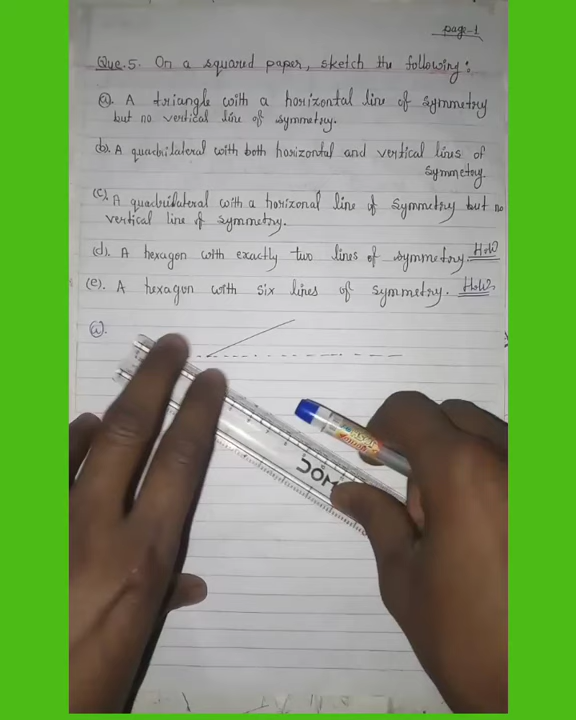 page-1
Que.5. On a squared paper, sketch the following:
(a). A triangle with a horizontal line of symmetry
but no vertical line of symmetry.
(b). A quadrilateral with both horizontal and vertical lines of
symmetry.
(c). A quadrilateral with a horizonal line of symmetry but no
vertical line of symmetry.
(d). A hexagon with exactly two lines of symmetry. H.W
(e). A hexagon with six lines of symmetry. H.W.
(a).